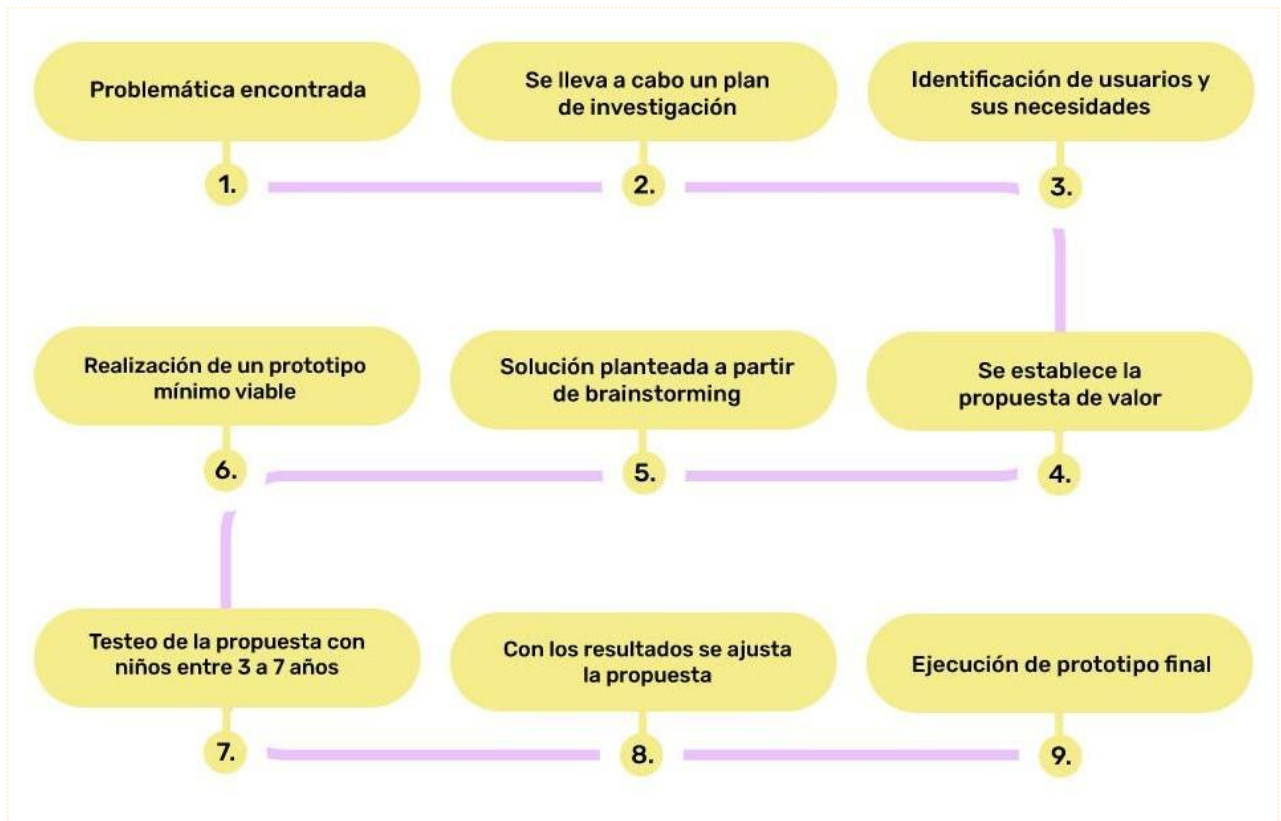 Problemática encontrada
1.
Se lleva a cabo un plan
de investigación
2.
Identificación de usuarios y
sus necesidades
3.
Se establece la
propuesta de valor
4.
Solución planteada a partir
de brainstorming
5.
Realización de un prototipo
mínimo viable
6.
Testeo de la propuesta con
niños entre 3 a 7 años
7.
Con los resultados se ajusta
la propuesta
8.
Ejecución de prototipo final
9.